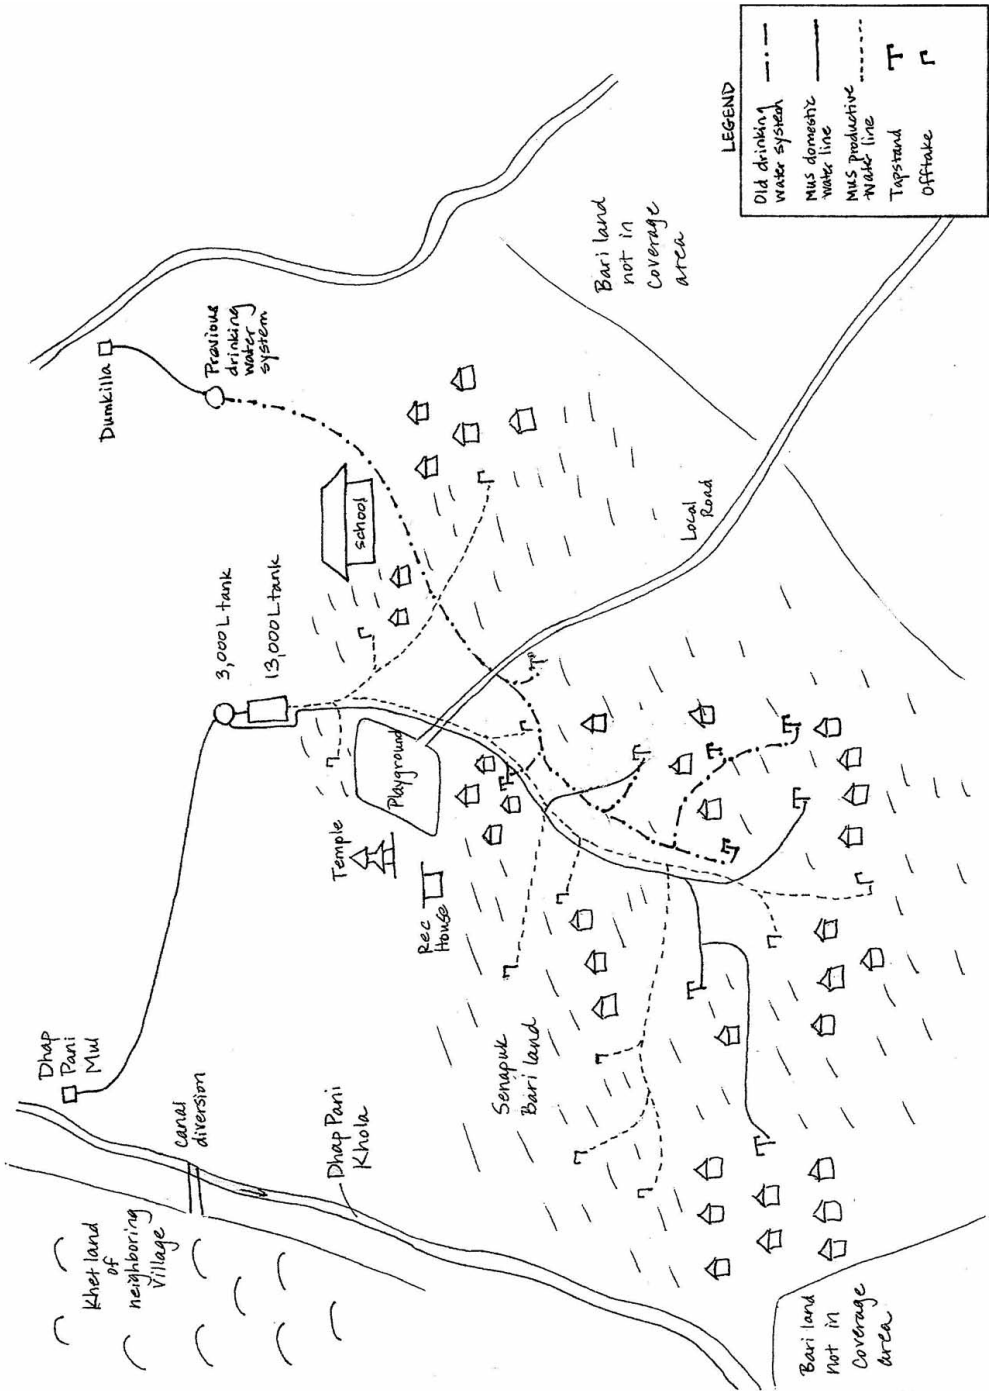 Dhap
Pani
Mul
3,000 L tank
13,000 L tank
Dumkilla
Previous
drinking
water
system
Canal
diversion
Khet land
of
neighboring
Village
Dhap Pani
Khola
Temple
Rec
House
Playground
school
Senapuk
Bari land
Local
Road
Bari land
not in
coverage
area
Bari land
not in
coverage
area
LEGEND
Old drinking
water system
Mus domestic
water line
Mus productive
water line
Tapstand
Offtake